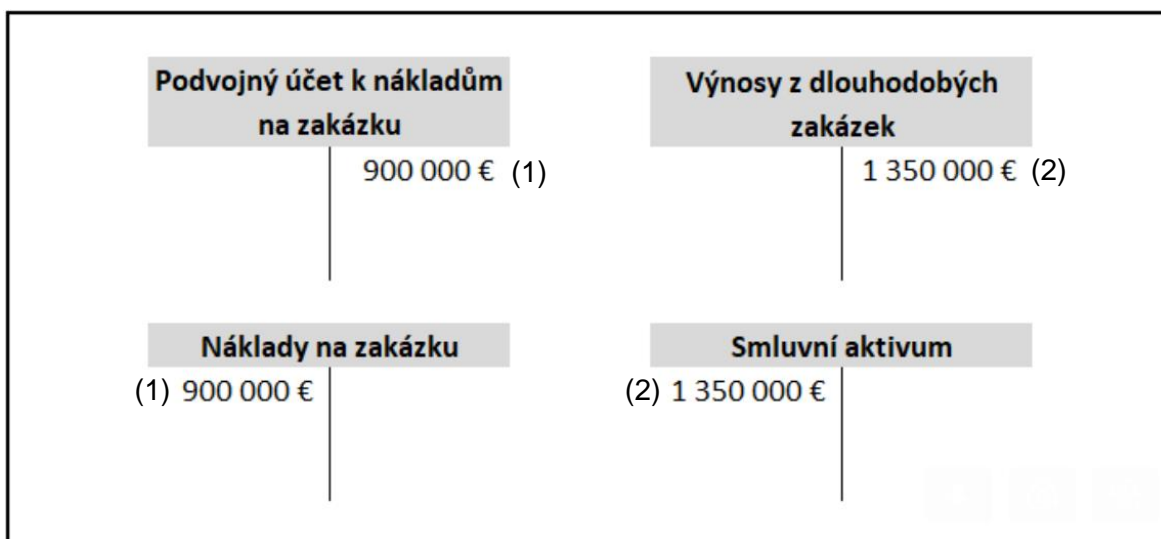 Podvojný účet k nákladům
na zakázku
900 000 € (1)
Výnosy z dlouhodobých
zakázek
1 350 000 € (2)
Náklady na zakázku
(1) 900 000 €
Smluvní aktivum
(2) 1 350 000 €